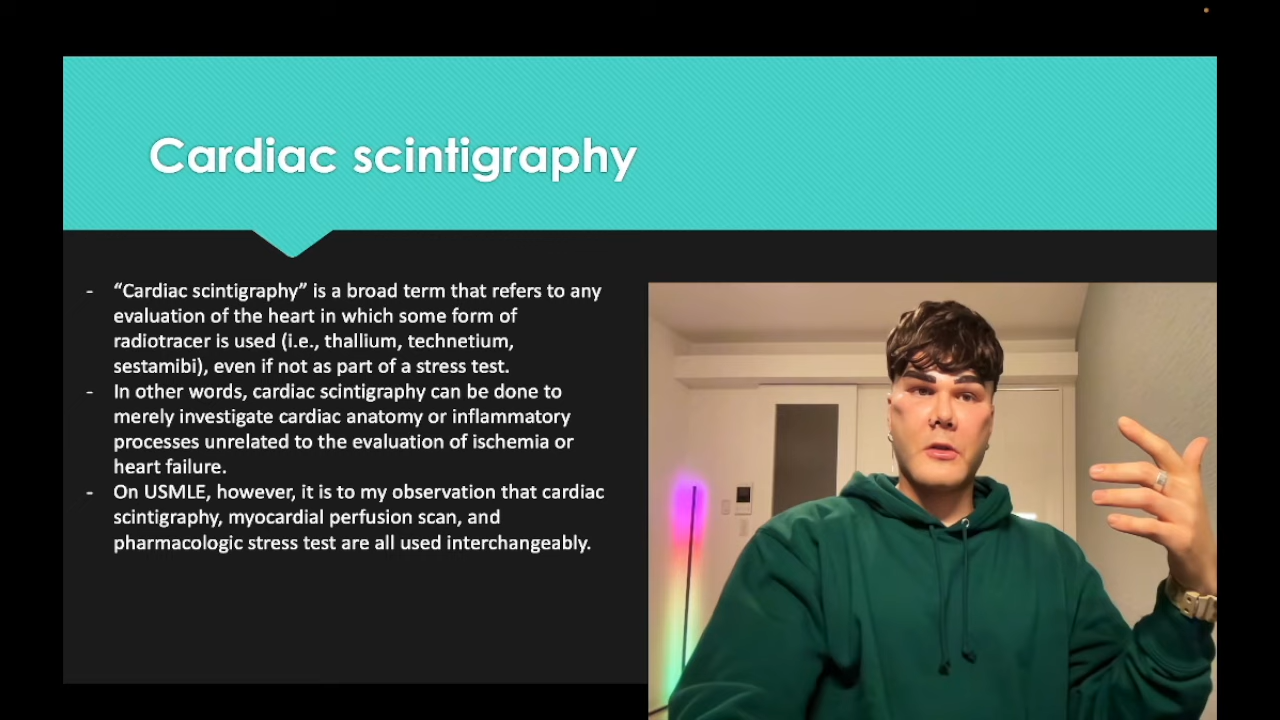 Cardiac scintigraphy
- “Cardiac scintigraphy” is a broad term that refers to any
evaluation of the heart in which some form of
radiotracer is used (i.e., thallium, technetium,
sestamibi), even if not as part of a stress test.
- In other words, cardiac scintigraphy can be done to
merely investigate cardiac anatomy or inflammatory
processes unrelated to the evaluation of ischemia or
heart failure.
- On USMLE, however, it is to my observation that cardiac
scintigraphy, myocardial perfusion scan, and
pharmacologic stress test are all used interchangeably.